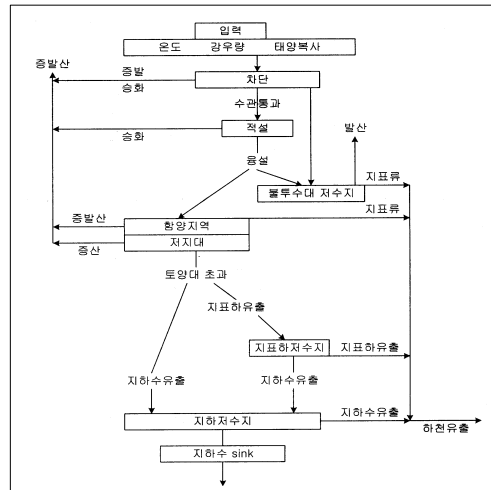 입력
온도 강우량 태양복사
증발산
증발
승화
차단
수관통과
승화
적설
발산
융설
불투수대 저수지
지표류
지표류
증발산
함양지역
증산
저지대
토양대 초과
지표하유출
지표하저수지
지표하유출
지하수유출
지하수유출
지하수유출
지하저수지
하천유출
지하수 sink